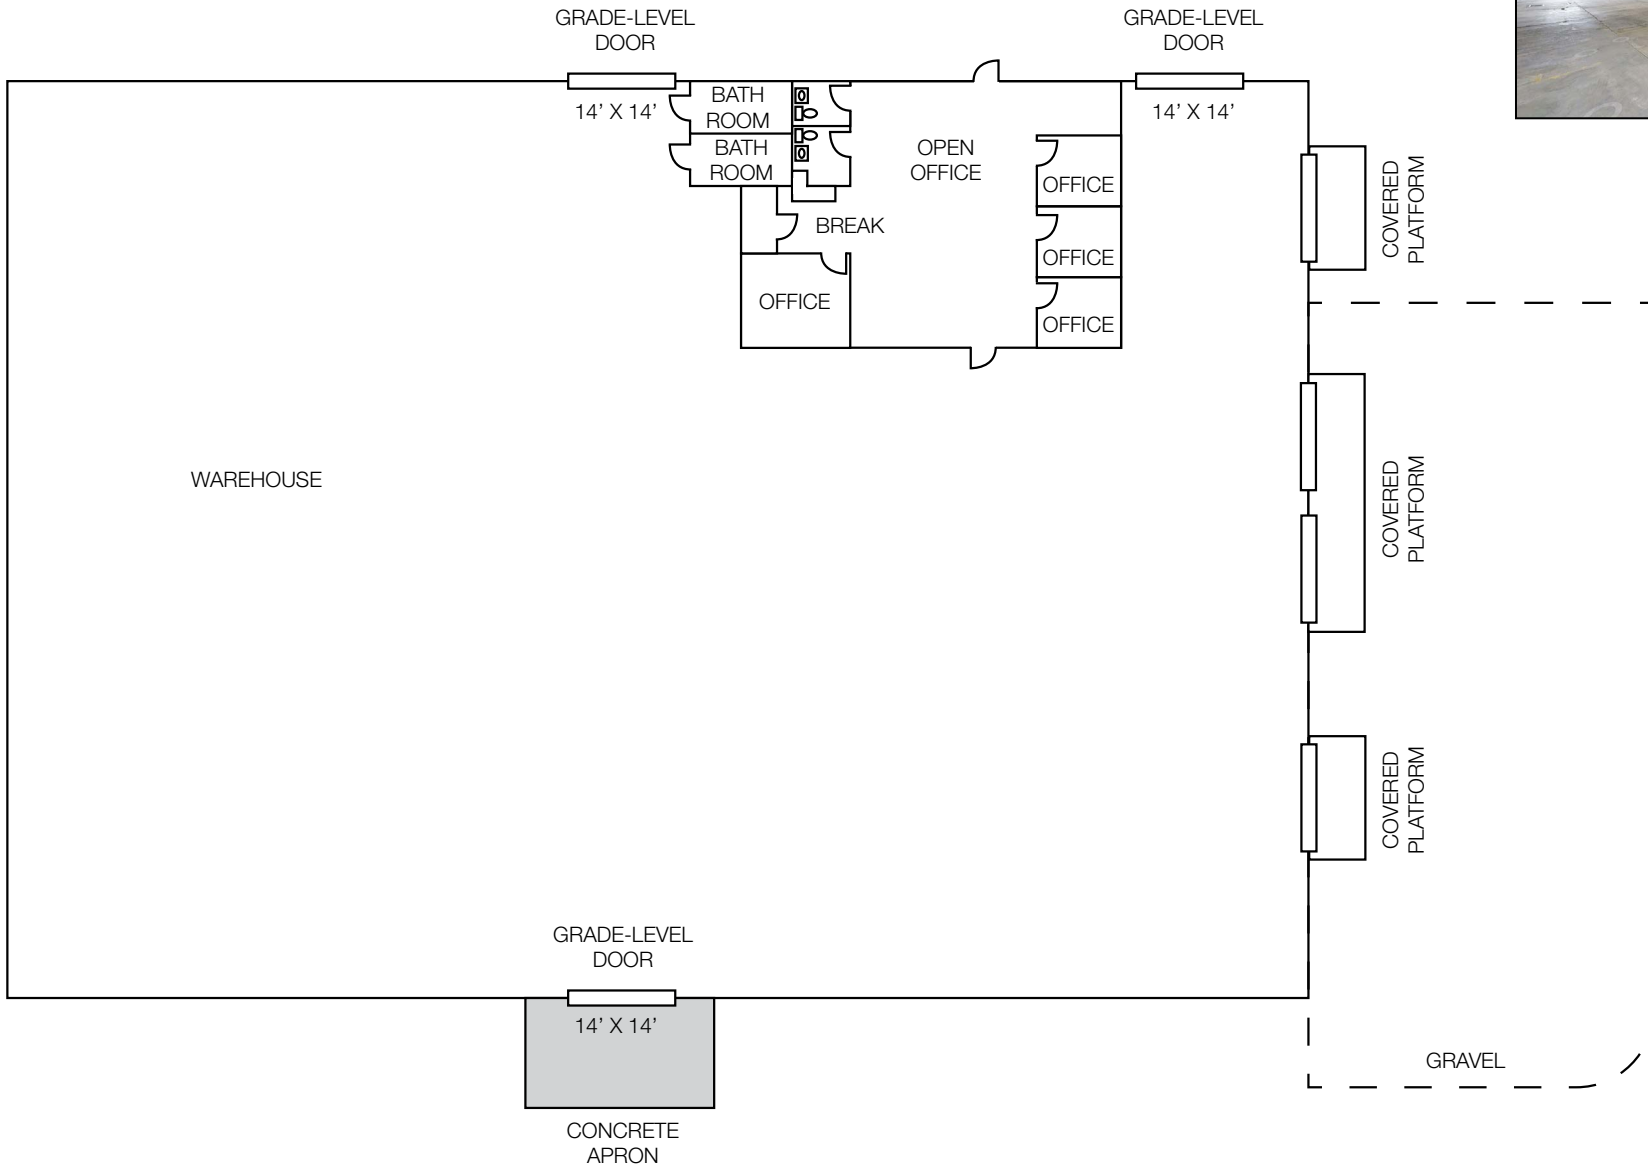 GRADE-LEVEL
DOOR
14’ X 14’
GRADE-LEVEL
DOOR
14’ X 14’
BATH
ROOM
BATH
ROOM
OPEN
OFFICE
OFFICE
BREAK
OFFICE
OFFICE
OFFICE
COVERED
PLATFORM
WAREHOUSE
COVERED
PLATFORM
COVERED
PLATFORM
GRADE-LEVEL
DOOR
14’ X 14’
CONCRETE
APRON
GRAVEL